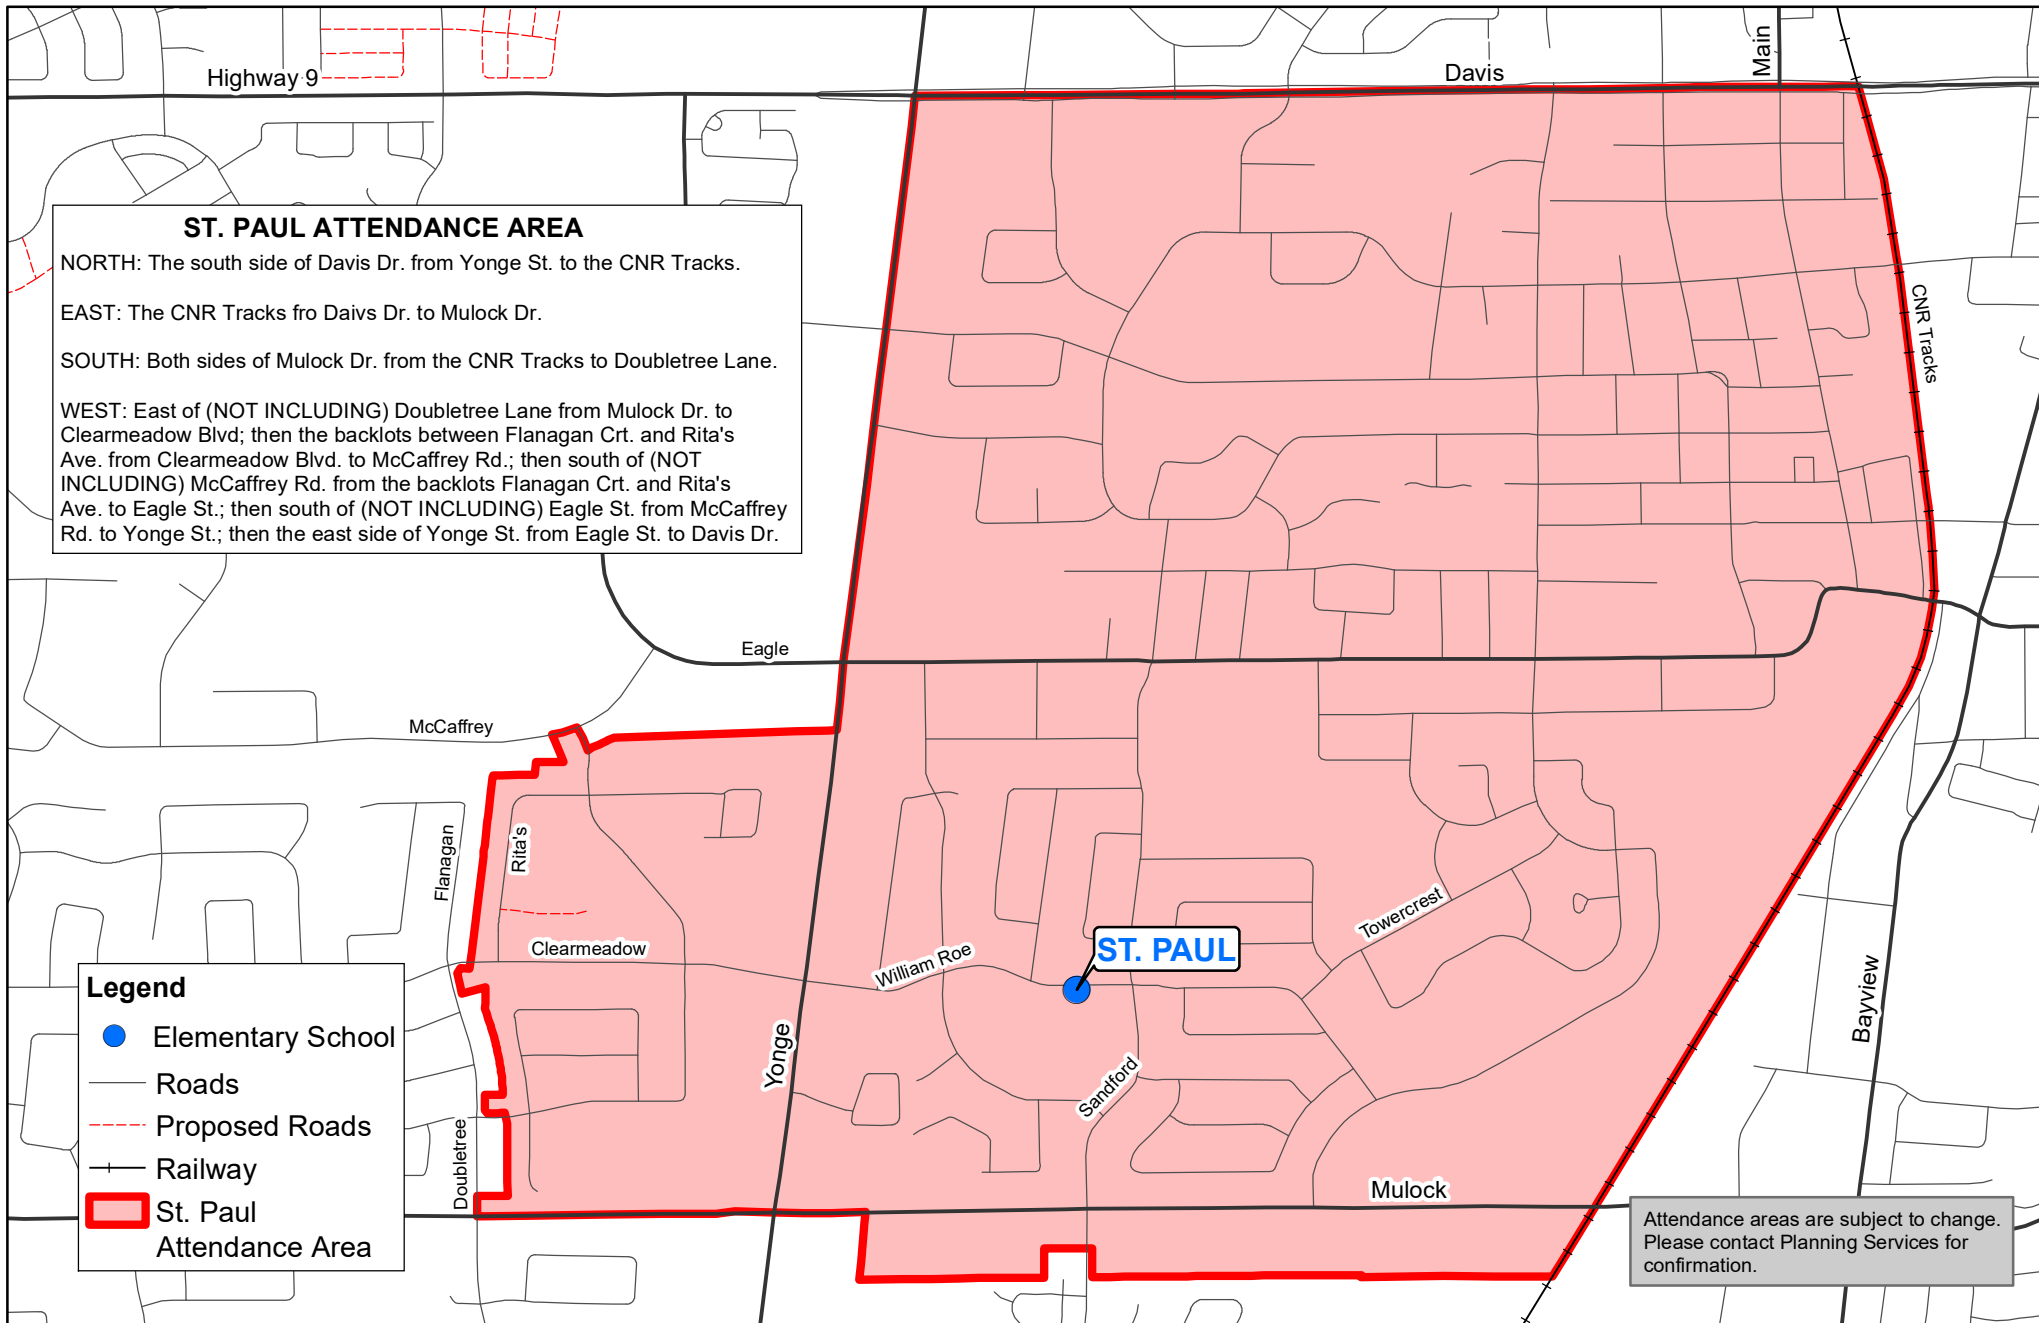 Highway 9
Davis
Main
ST. PAUL ATTENDANCE AREA
NORTH: The south side of Davis Dr. from Yonge St. to the CNR Tracks.
EAST: The CNR Tracks fro Daivs Dr. to Mulock Dr.
SOUTH: Both sides of Mulock Dr. from the CNR Tracks to Doubletree Lane.
WEST: East of (NOT INCLUDING) Doubletree Lane from Mulock Dr. to
Clearmeadow Blvd; then the backlots between Flanagan Crt. and Rita's
Ave. from Clearmeadow Blvd. to McCaffrey Rd.; then south of (NOT
INCLUDING) McCaffrey Rd. from the backlots Flanagan Crt. and Rita's
Ave. to Eagle St.; then south of (NOT INCLUDING) Eagle St. from McCaffrey
Rd. to Yonge St.; then the east side of Yonge St. from Eagle St. to Davis Dr.
CNR Tracks
Eagle
McCaffrey
Flanagan
Rita's
Clearmeadow
William Roe
ST. PAUL
Towercrest
Yonge
Sandford
Bayview
Doubletree
Mulock
Legend
Elementary School
Roads
Proposed Roads
Railway
St. Paul
Attendance Area
Attendance areas are subject to change.
Please contact Planning Services for
confirmation.